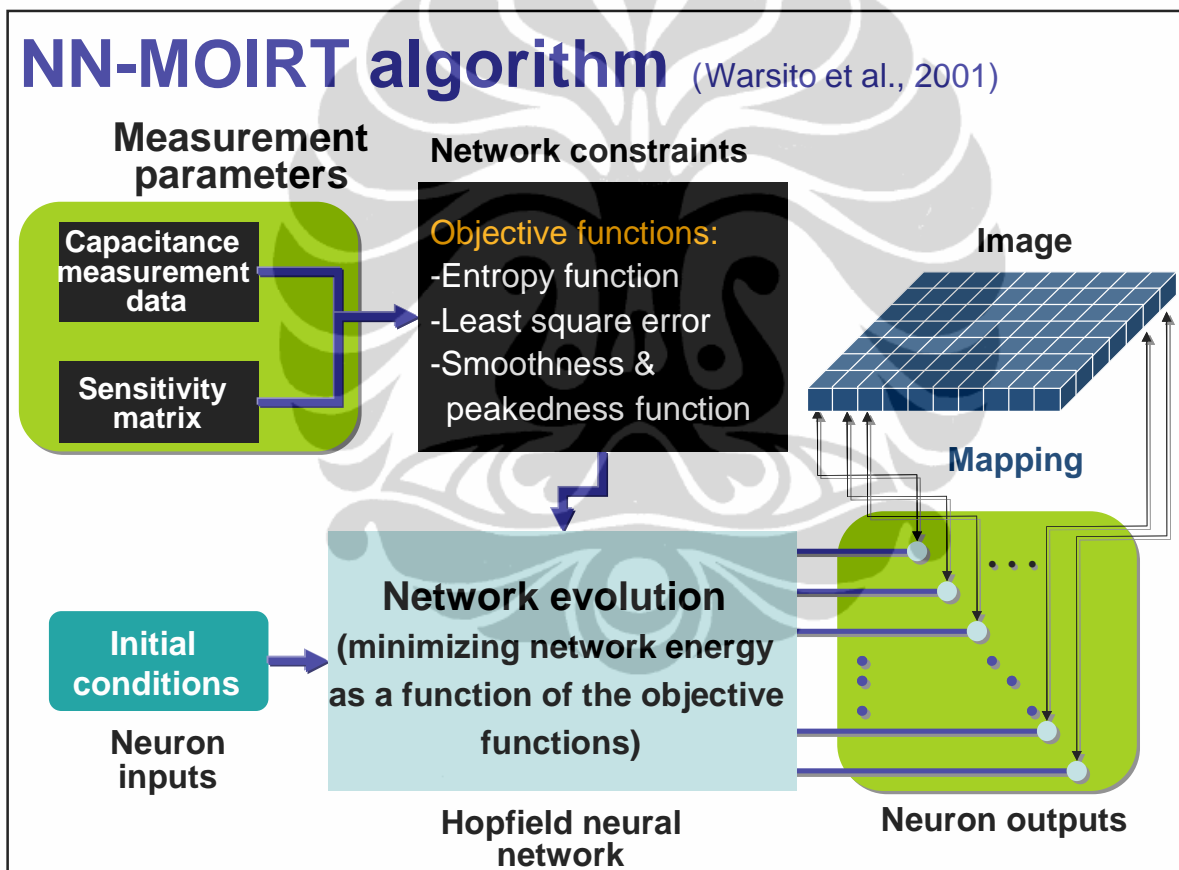 NN-MOIRT algorithm (Warsito et al., 2001)
Measurement
parameters
Capacitance
measurement
data
Sensitivity
matrix
Network constraints
Objective functions:
-Entropy function
-Least square error
-Smoothness &
peakedness function
Image
Mapping
Initial
conditions
Neuron
inputs
Network evolution
(minimizing network energy
as a function of the objective
functions)
Hopfield neural
network
Neuron outputs